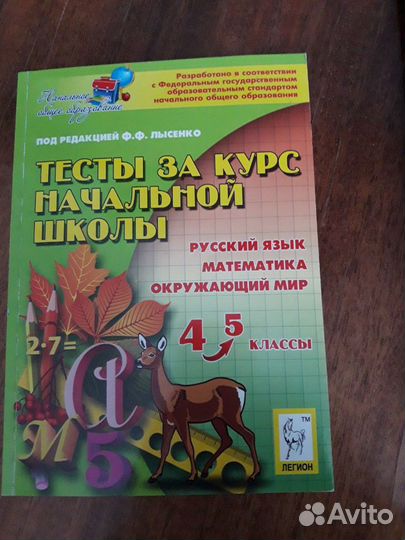 Начальное
общее образование
Разработано в соответствии
с Федеральным государственным
образовательным стандартом
начального общего образования
ПОД РЕДАКЦИЕЙ Ф.Ф. ЛЫСЕНКО
ТЕСТЫ ЗА КУРС
НАЧАЛЬНОЙ
ШКОЛЫ
РУССКИЙ ЯЗЫК
МАТЕМАТИКА
ОКРУЖАЮЩИЙ МИР
4 5 КЛАССЫ
2·7=
а
М
5
TM
ЛЕГИОН
Avito